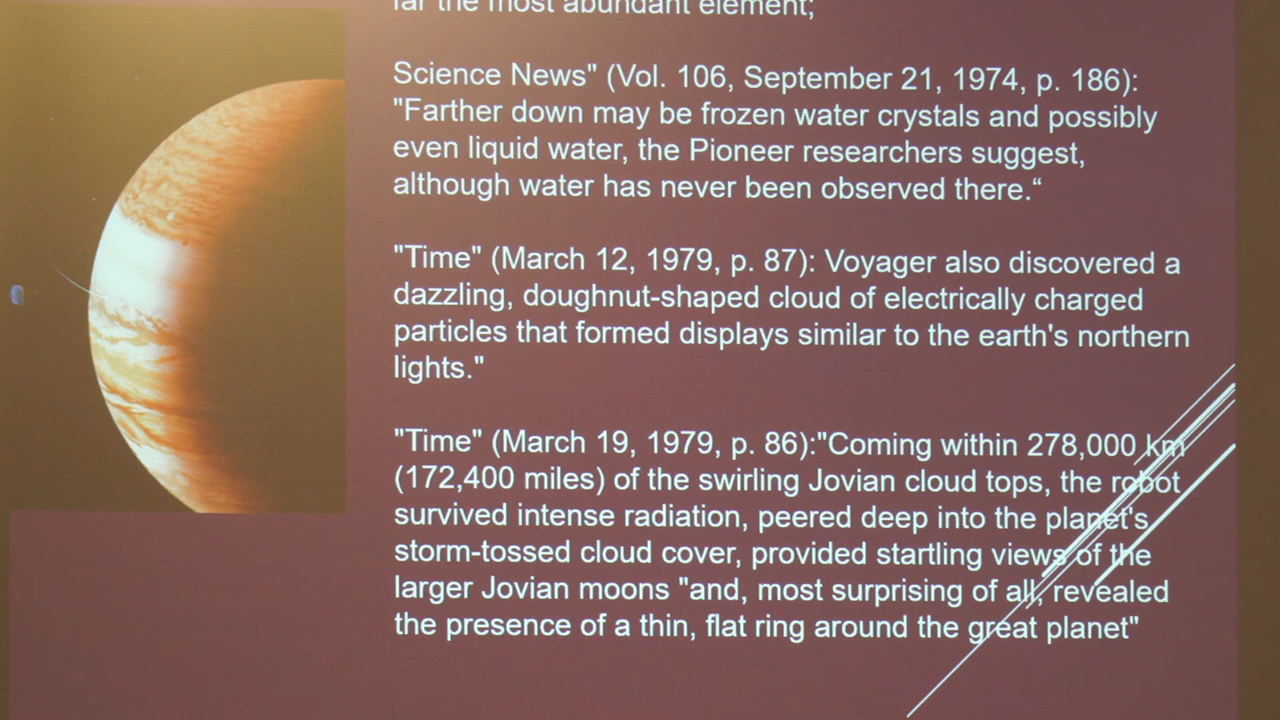 far the most abundant element;
Science News" (Vol. 106, September 21, 1974, p. 186):
"Farther down may be frozen water crystals and possibly
even liquid water, the Pioneer researchers suggest,
although water has never been observed there.“
"Time" (March 12, 1979, p. 87): Voyager also discovered a
dazzling, doughnut-shaped cloud of electrically charged
particles that formed displays similar to the earth's northern
lights."
"Time" (March 19, 1979, p. 86):"Coming within 278,000 km
(172,400 miles) of the swirling Jovian cloud tops, the robot
survived intense radiation, peered deep into the planet's
storm-tossed cloud cover, provided startling views of the
larger Jovian moons "and, most surprising of all, revealed
the presence of a thin, flat ring around the great planet"